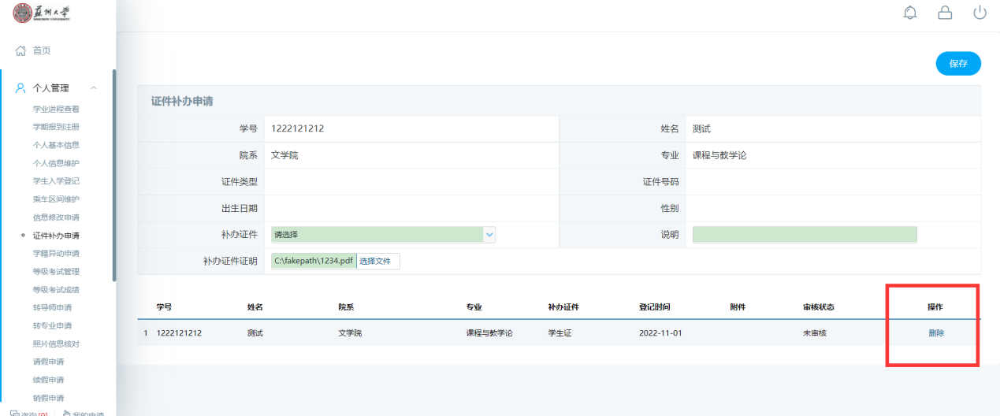 蘇州大學
SOOCHOW UNIVERSITY
首页
保存
个人管理
学业进程查看
学期报到注册
个人基本信息
个人信息维护
学生入学登记
乘车区间维护
信息修改申请
证件补办申请
学籍异动申请
等级考试管理
等级考试成绩
转导师申请
转专业申请
照片信息核对
请假申请
续假申请
销假申请
咨询[0] 我的申请
证件补办申请
学号 1222121212 姓名 测试
院系 文学院 专业 课程与教学论
证件类型 证件号码
出生日期 性别
补办证件 请选择 说明
补办证件证明 C:\fakepath\1234.pdf 选择文件
学号 姓名 院系 专业 补办证件 登记时间 附件 审核状态 操作
1 1222121212 测试 文学院 课程与教学论 学生证 2022-11-01 未审核 删除